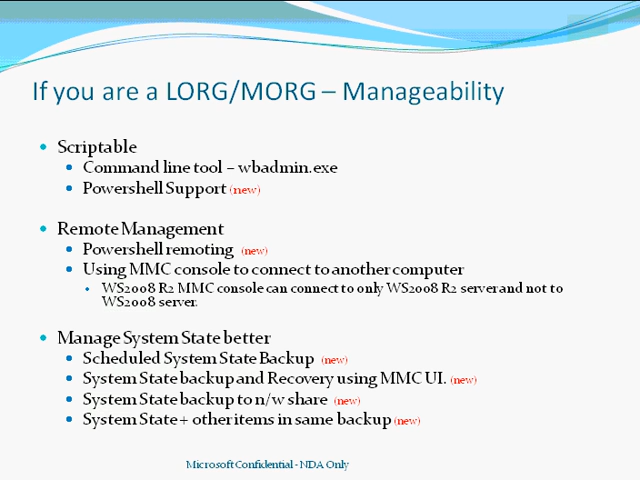 If you are a LORG/MORG – Manageability
Scriptable
Command line tool – wbadmin.exe
Powershell Support (new)
Remote Management
Powershell remoting (new)
Using MMC console to connect to another computer
WS2008 R2 MMC console can connect to only WS2008 R2 server and not to
WS2008 server.
Manage System State better
Scheduled System State Backup (new)
System State backup and Recovery using MMC UI. (new)
System State backup to n/w share (new)
System State + other items in same backup (new)
Microsoft Confidential - NDA Only